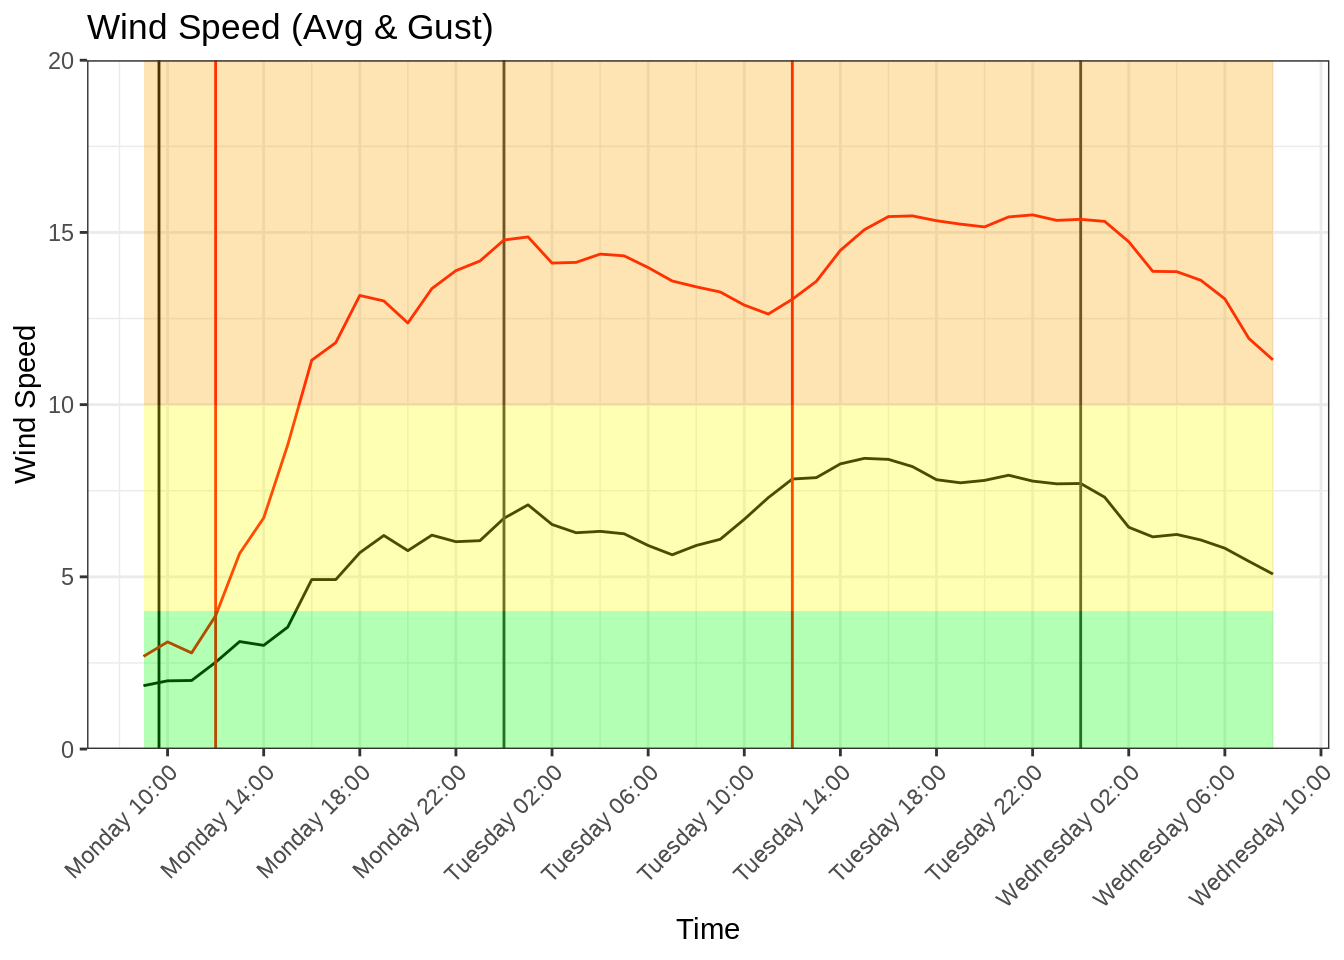 Wind Speed (Avg & Gust)
20
15
10
5
0
Wind Speed
Monday 10:00
Monday 14:00
Monday 18:00
Monday 22:00
Tuesday 02:00
Tuesday 06:00
Tuesday 10:00
Tuesday 14:00
Tuesday 18:00
Tuesday 22:00
Wednesday 02:00
Wednesday 06:00
Wednesday 10:00
Time